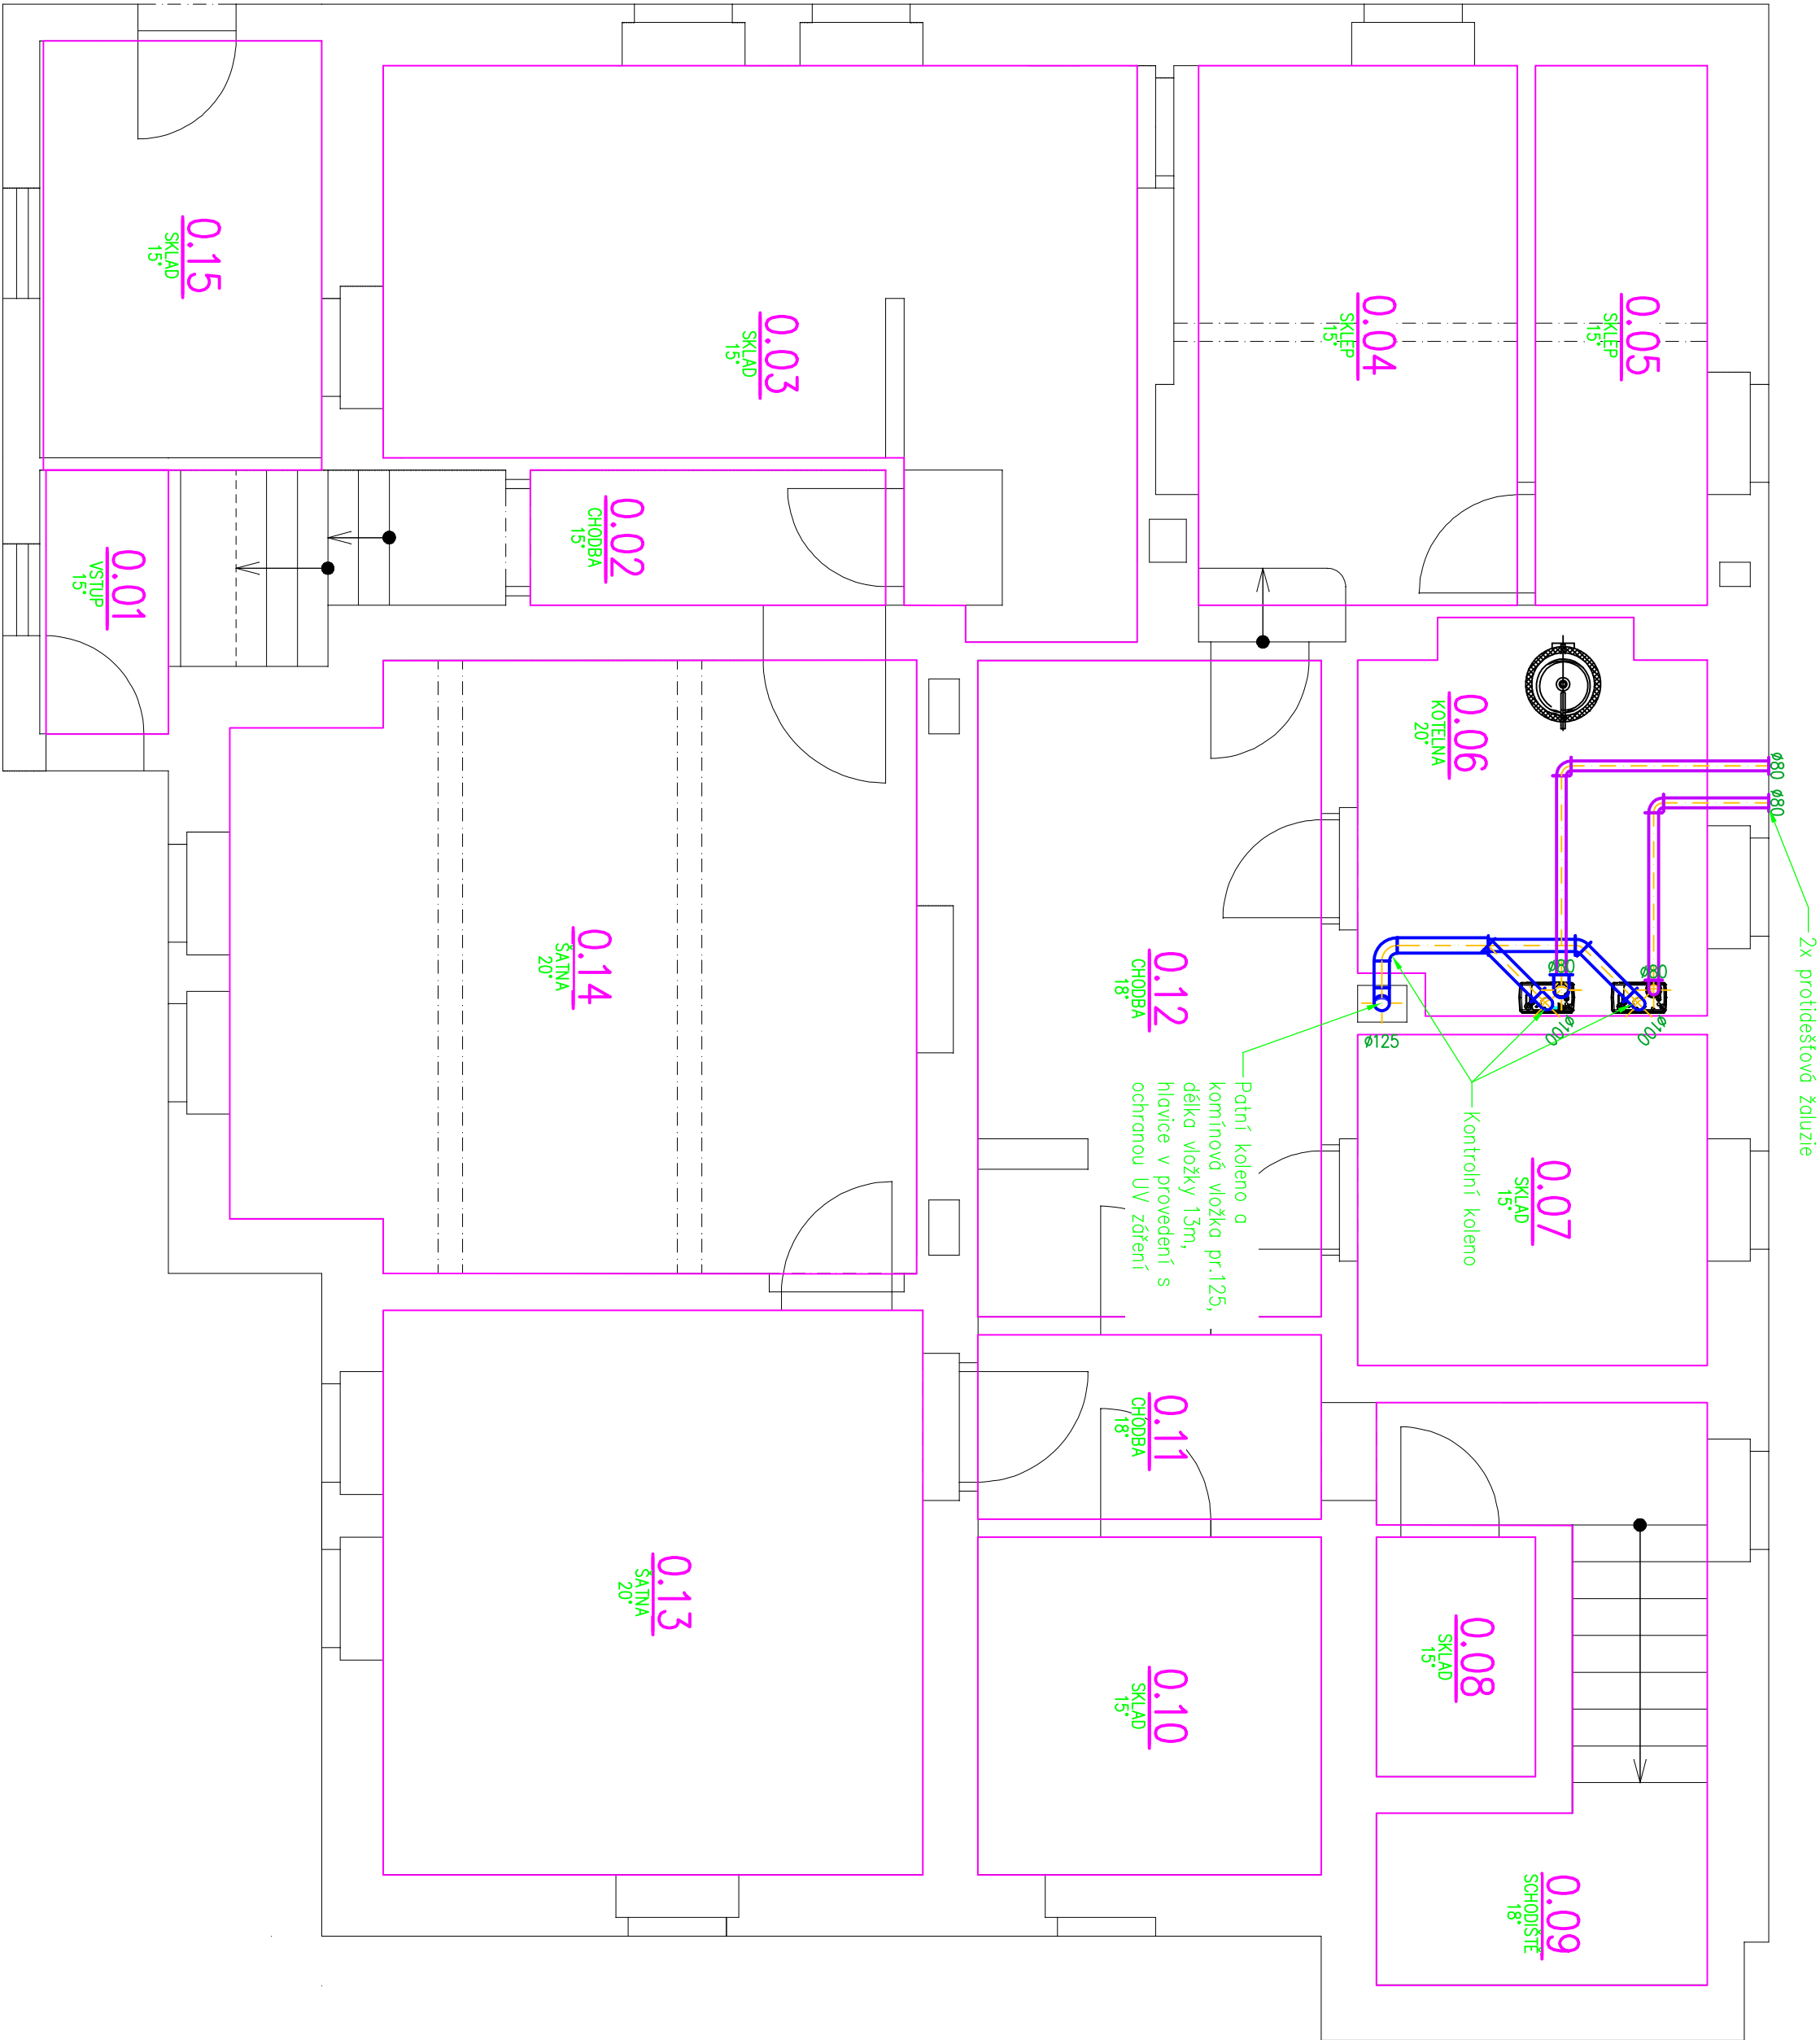 0.15
SKLAD
15°
0.03
SKLAD
15°
0.04
SKLEP
15°
0.05
SKLEP
15°
0.01
VSTUP
15°
0.02
CHODBA
15°
0.06
KOTELNA
20°
ø80 ø80
2x protidešťová žaluzie
0.14
ŠATNA
20°
0.12
CHODBA
18°
ø80
ø80
ø100
ø100
ø125
Patní koleno a
komínová vložka pr.125,
délka vložky 13m,
hlavice v provedení s
ochranou UV záření
Kontrolní koleno
0.07
SKLAD
15°
0.11
CHODBA
18°
0.13
ŠATNA
20°
0.10
SKLAD
15°
0.08
SKLAD
15°
0.09
SCHODIŠTĚ
18°